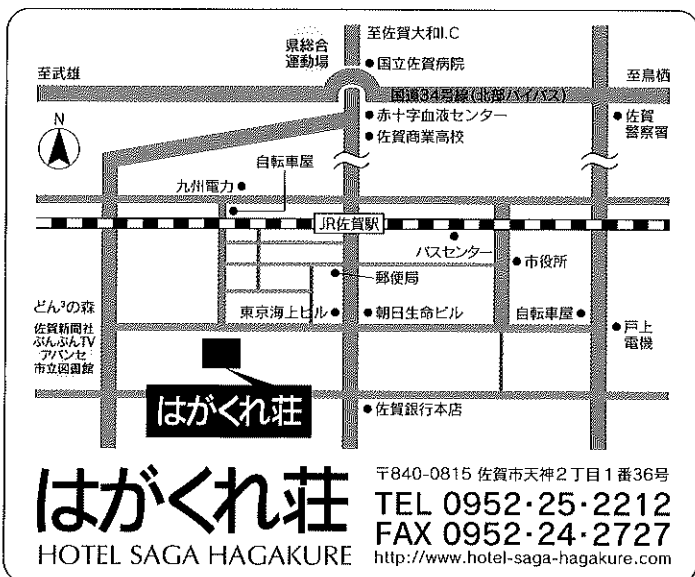 至佐賀大和I.C
県総合
運動場
国立佐賀病院
至武雄
至鳥栖
国道34号線(北部バイパス)
赤十字血液センター
佐賀
警察署
佐賀商業高校
N
自転車屋
九州電力
JR佐賀駅
バスセンター
市役所
郵便局
どん³の森
東京海上ビル
朝日生命ビル
自転車屋
戸上
電機
佐賀新聞社
ぶんぶんTV
アバンセ
市立図書館
はがくれ荘
佐賀銀行本店
はがくれ荘
HOTEL SAGA HAGAKURE
〒840-0815 佐賀市天神2丁目1番36号
TEL 0952・25・2212
FAX 0952・24・2727
http://www.hotel-saga-hagakure.com